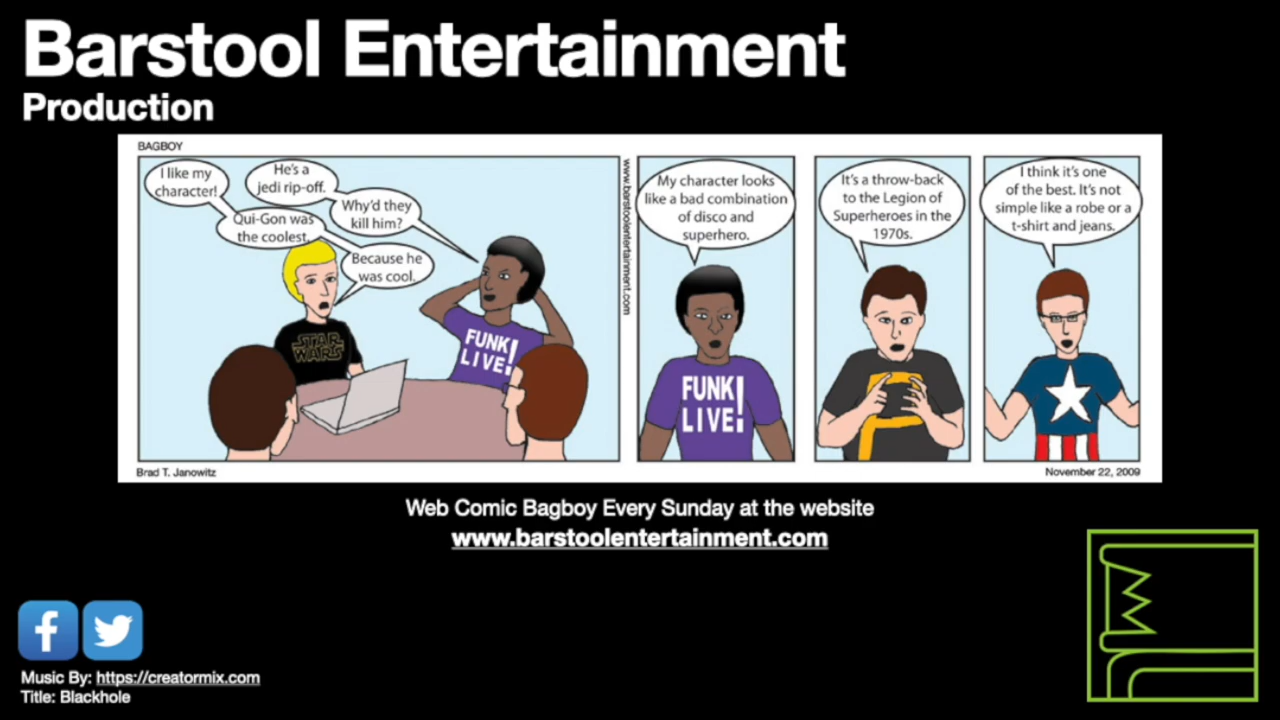 Barstool Entertainment
Production
BAGBOY
I like my
character!
He's a
jedi rip-off.
Qui-Gon was
the coolest.
Why'd they
kill him?
Because he
was cool.
STAR
WARS
FUNK
LIVE!
www.barstoolentertainment.com
My character looks
like a bad combination
of disco and
superhero.
FUNK
LIVE!
It's a throw-back
to the Legion of
Superheroes in the
1970s.
I think it's one
of the best. It's not
simple like a robe or a
t-shirt and jeans.
Brad T. Janowitz
November 22, 2009
Web Comic Bagboy Every Sunday at the website
www.barstoolentertainment.com
Music By: https://creatormix.com
Title: Blackhole